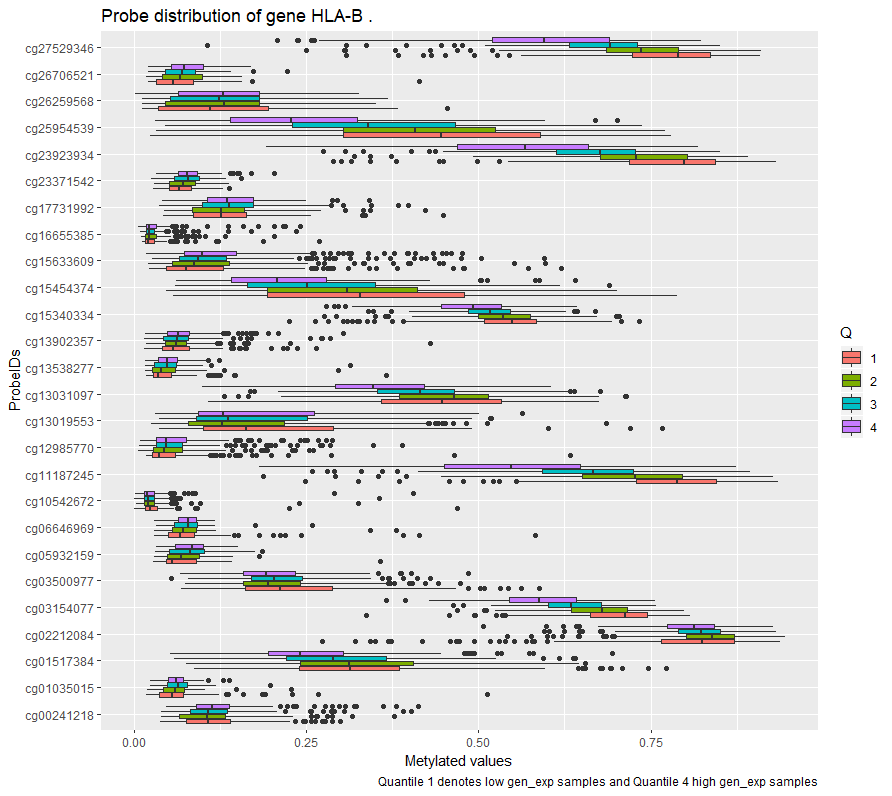 Probe distribution of gene HLA-B .
ProbeIDs
cg27529346
cg26706521
cg26259568
cg25954539
cg23923934
cg23371542
cg17731992
cg16655385
cg15633609
cg15454374
cg15340334
cg13902357
cg13538277
cg13031097
cg13019553
cg12985770
cg11187245
cg10542672
cg06646969
cg05932159
cg03500977
cg03154077
cg02212084
cg01517384
cg01035015
cg00241218
0.00 0.25 0.50 0.75
Metylated values
Q
1
2
3
4
Quantile 1 denotes low gen_exp samples and Quantile 4 high gen_exp samples